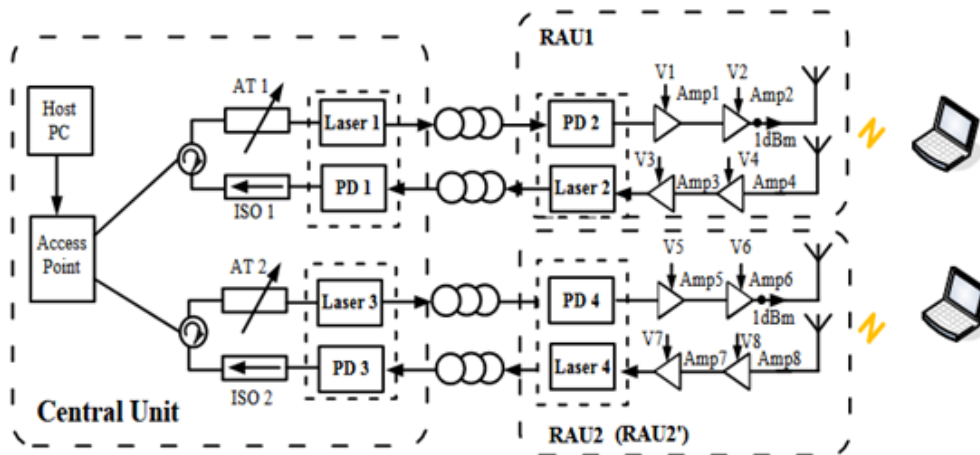 RAU1
Host
PC
AT 1
Laser 1
PD 2
V1
V2
Amp1
Amp2
1dBm
PD 1
ISO 1
Laser 2
V3
V4
Amp3
Amp4
Access
Point
AT 2
Laser 3
PD 4
V5
V6
Amp5
Amp6
1dBm
PD 3
ISO 2
Laser 4
V7
V8
Amp7
Amp8
Central Unit
RAU2 (RAU2')